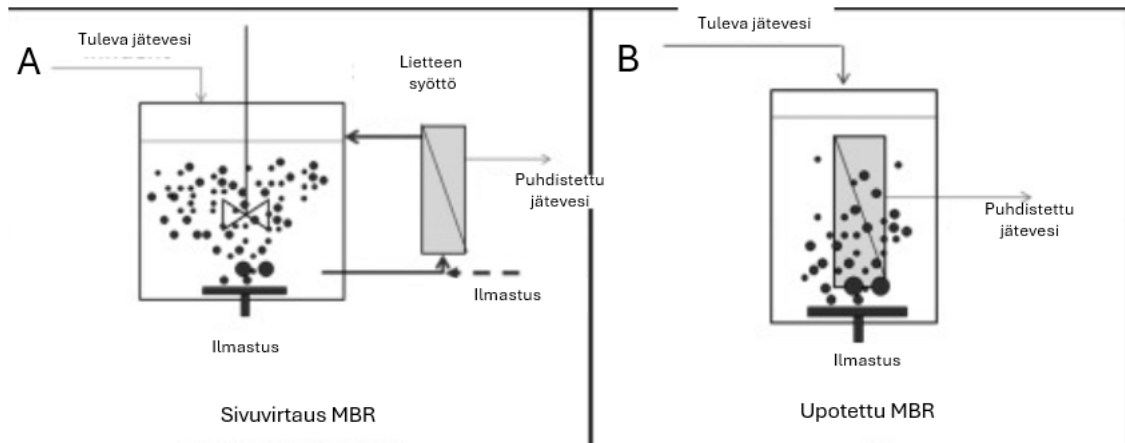 A
Tuleva jätevesi
Lietteen
syöttö
Puhdistettu
jätevesi
Ilmastus
Ilmastus
Sivuvirtaus MBR
B
Tuleva jätevesi
Puhdistettu
jätevesi
Ilmastus
Upotettu MBR